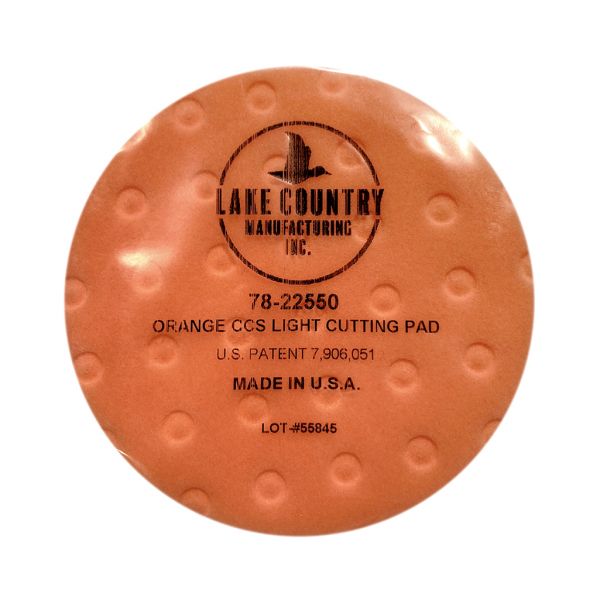 LAKE COUNTRY
MANUFACTURING
INC.
78-22550
ORANGE CCS LIGHT CUTTING PAD
U.S. PATENT 7,906,051
MADE IN U.S.A.
LOT-#55845